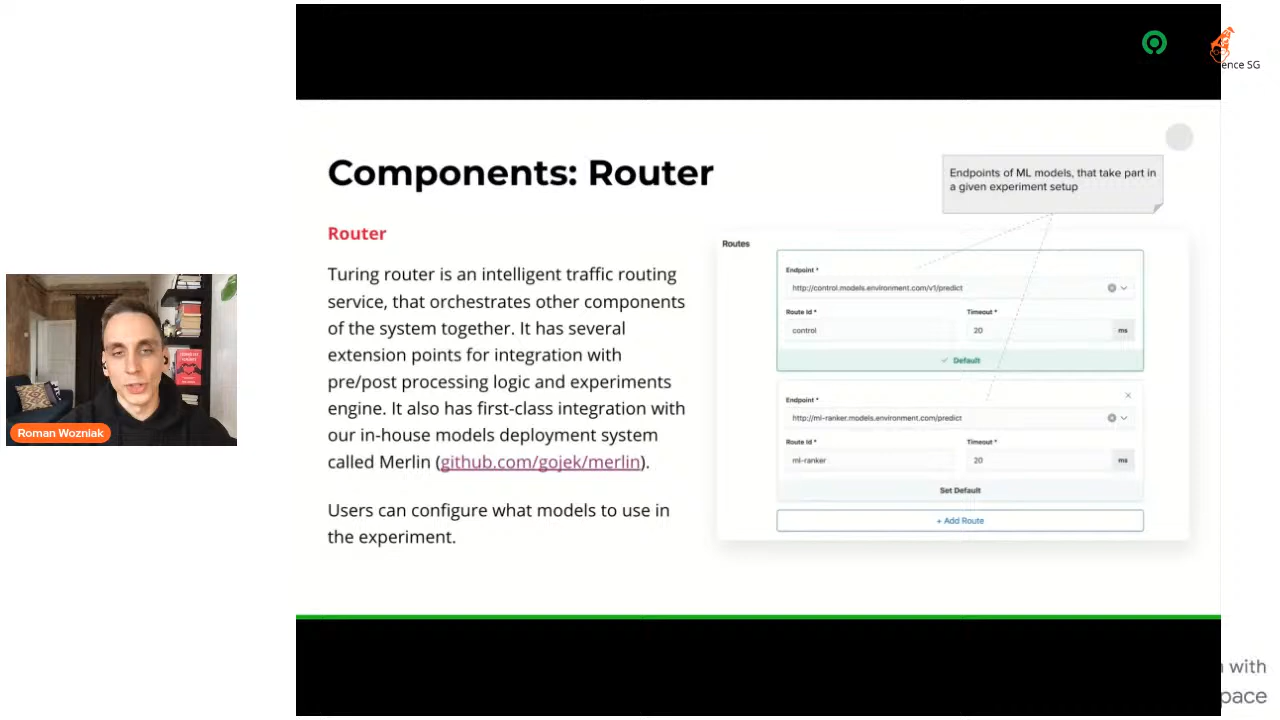 ence SG
Components: Router
Endpoints of ML models, that take part in
a given experiment setup
Router
Turing router is an intelligent traffic routing
service, that orchestrates other components
of the system together. It has several
extension points for integration with
pre/post processing logic and experiments
engine. It also has first-class integration with
our in-house models deployment system
called Merlin (github.com/gojek/merlin).
Users can configure what models to use in
the experiment.
Routes
Endpoint *
http://control.models.environment.com/v1/predict
Route Id *
Timeout *
control
20
ms
Default
Endpoint *
http://ml-ranker.models.environment.com/predict
Route Id *
Timeout *
ml-ranker
20
ms
Set Default
+ Add Route
Roman Wozniak
with
pace